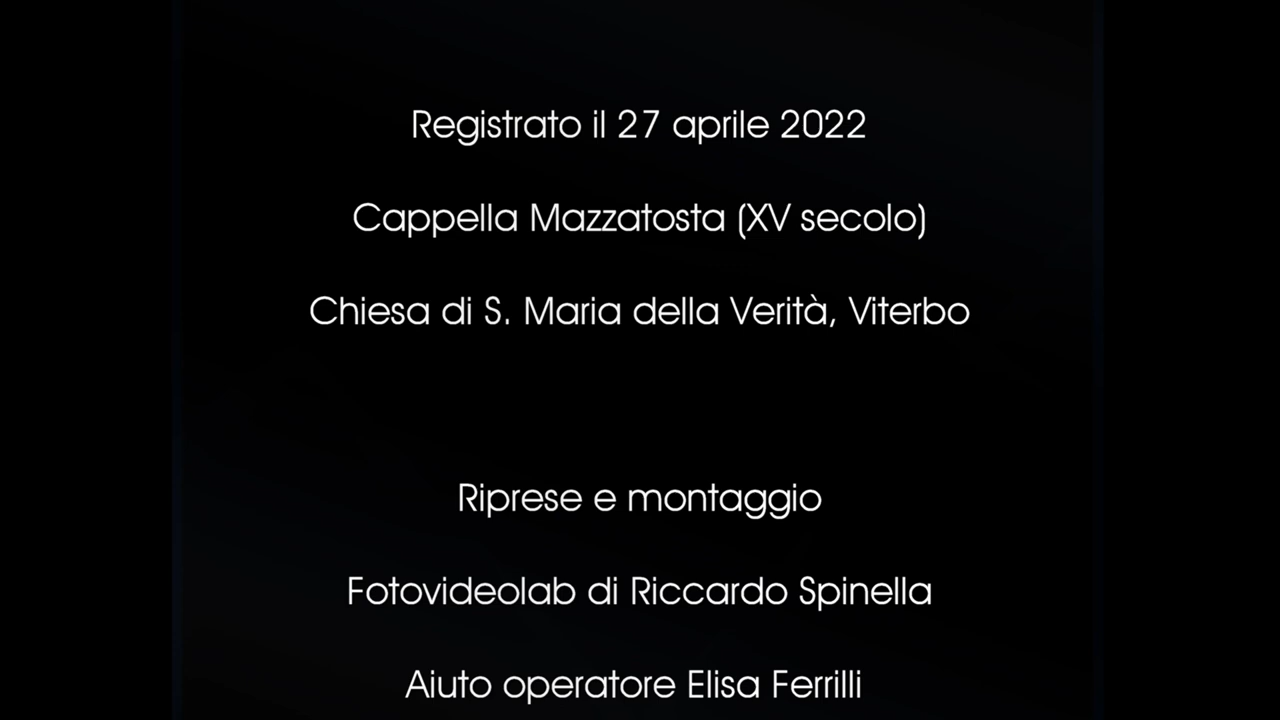 Registrato il 27 aprile 2022
Cappella Mazzatosta (XV secolo)
Chiesa di S. Maria della Verità, Viterbo
Riprese e montaggio
Fotovideolab di Riccardo Spinella
Aiuto operatore Elisa Ferrilli